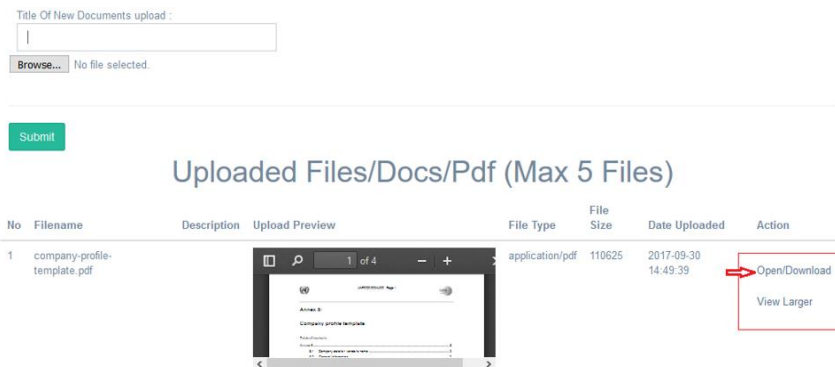 Title Of New Documents upload :
Browse... No file selected.
Submit
Uploaded Files/Docs/Pdf (Max 5 Files)
No Filename Description Upload Preview File Type File Size Date Uploaded Action
1 company-profile-template.pdf application/pdf 110625 2017-09-30 14:49:39 Open/Download
View Larger
1 of 4
Annex 3:
Company profile template